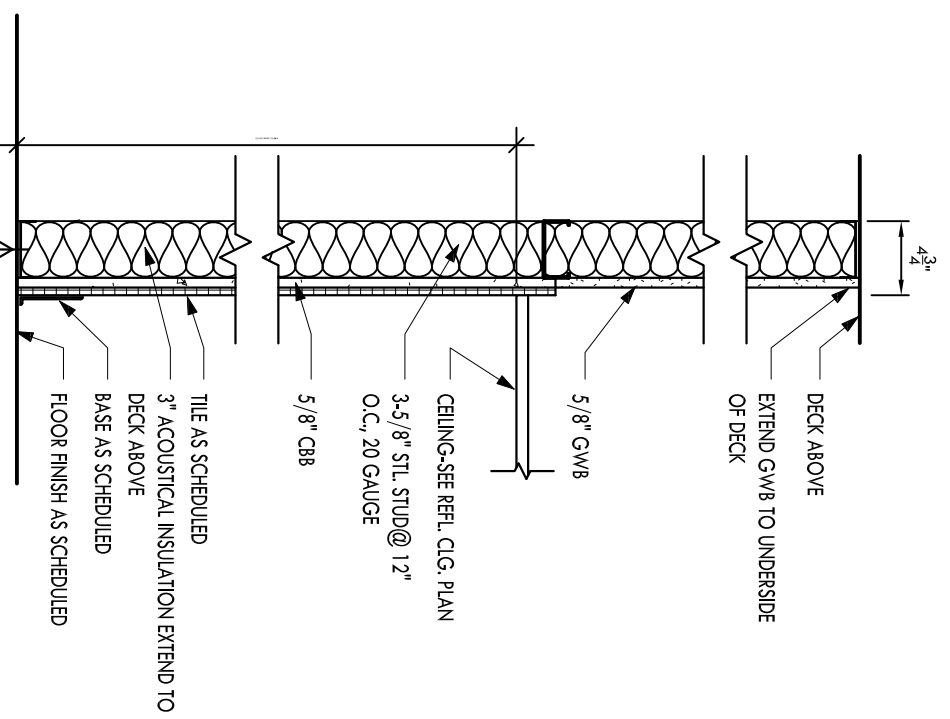 4 3/4"
DECK ABOVE
EXTEND GWB TO UNDERSIDE
OF DECK
5/8" GWB
CEILING-SEE REFL. CLG. PLAN
3-5/8" STL. STUD@ 12"
O.C., 20 GAUGE
5/8" CBB
TILE AS SCHEDULED
3" ACOUSTICAL INSULATION EXTEND TO
DECK ABOVE
BASE AS SCHEDULED
FLOOR FINISH AS SCHEDULED